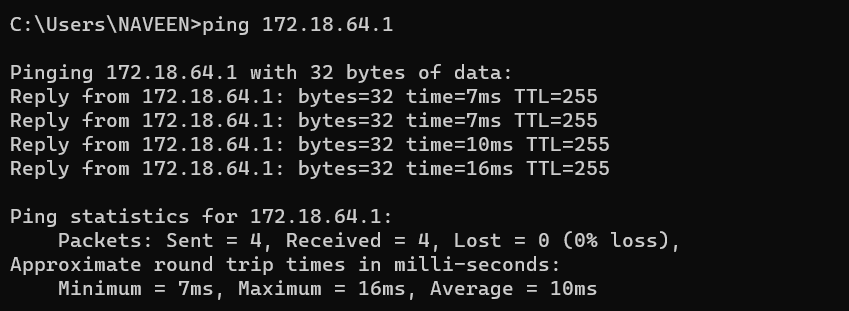 C:\Users\NAVEEN>ping 172.18.64.1
Pinging 172.18.64.1 with 32 bytes of data:
Reply from 172.18.64.1: bytes=32 time=7ms TTL=255
Reply from 172.18.64.1: bytes=32 time=7ms TTL=255
Reply from 172.18.64.1: bytes=32 time=10ms TTL=255
Reply from 172.18.64.1: bytes=32 time=16ms TTL=255
Ping statistics for 172.18.64.1:
    Packets: Sent = 4, Received = 4, Lost = 0 (0% loss),
Approximate round trip times in milli-seconds:
    Minimum = 7ms, Maximum = 16ms, Average = 10ms